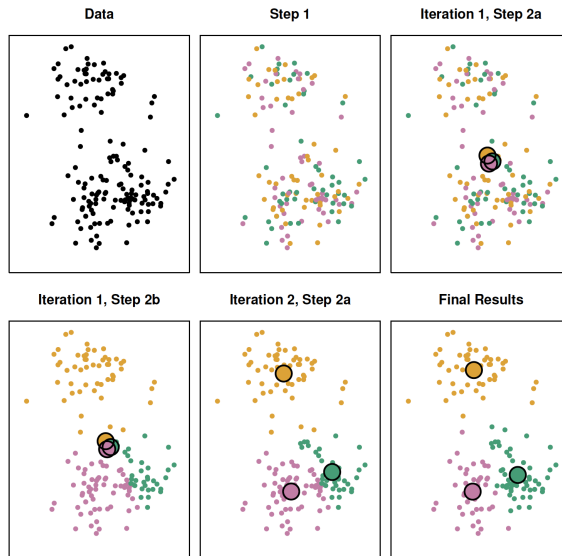 Data
Step 1
Iteration 1, Step 2a
Iteration 1, Step 2b
Iteration 2, Step 2a
Final Results